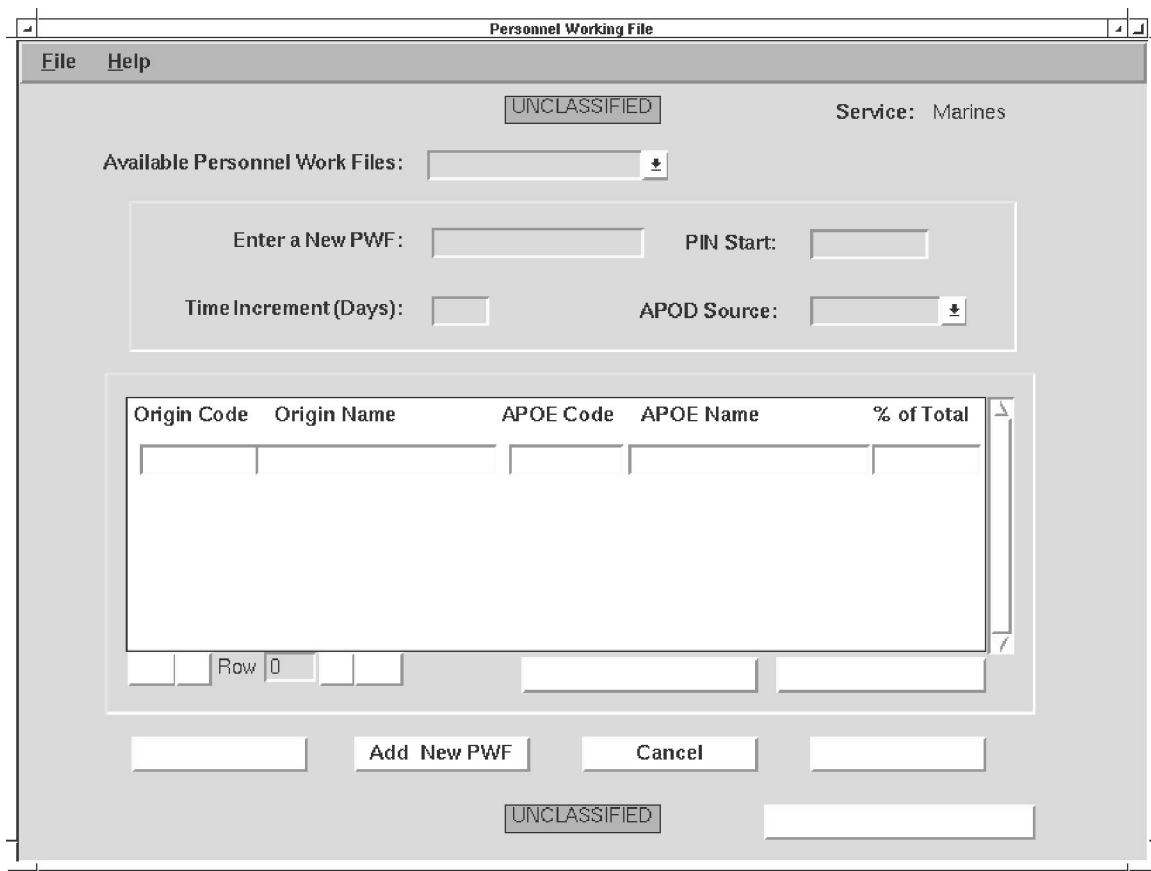 Personnel Working File
File Help
UNCLASSIFIED
Service: Marines
Available Personnel Work Files:
Enter a New PWF: PIN Start:
Time Increment (Days): APOD Source:
Origin Code Origin Name APOE Code APOE Name % of Total
Row 0
Add New PWF Cancel
UNCLASSIFIED